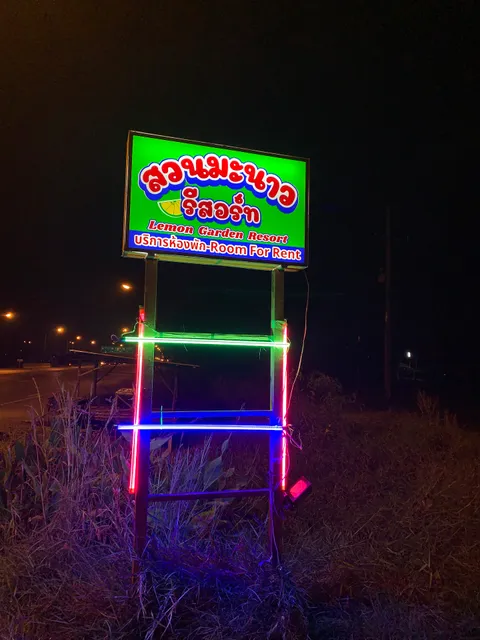 สวนมะนาว
รีสอร์ท
Lemon Garden Resort
บริการห้องพัก-Room For Rent